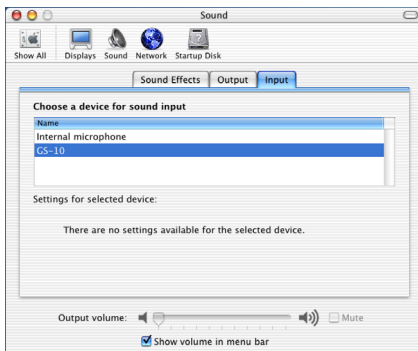 Sound
Show All Displays Sound Network Startup Disk
Sound Effects Output Input
Choose a device for sound input
Name
Internal microphone
GS-10
Settings for selected device:
There are no settings available for the selected device.
Output volume: Mute
Show volume in menu bar